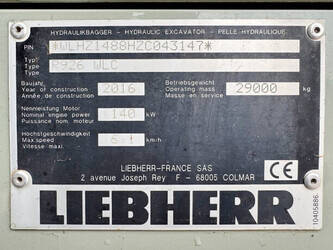 HYDRAULIKBAGGER - HYDRAULIC EXCAVATOR - PELLE HYDRAULIQUE
PIN *WLHZ1488HZC043147*
Typ
Type R926 WLC
Type
Baujahr
Year of construction 2016
Année de construction
Betriebsgewicht
Operating mass 29000 kg
Masse en service
Nennleistung Motor
Nominal engine power 140 kW
Puissance nom. moteur
Höchstgeschwindigkeit
Max.speed km/h
Vitesse maxi.
LIEBHERR-FRANCE SAS
2 avenue Joseph Rey F - 68005 COLMAR
CE
LIEBHERR
10405886